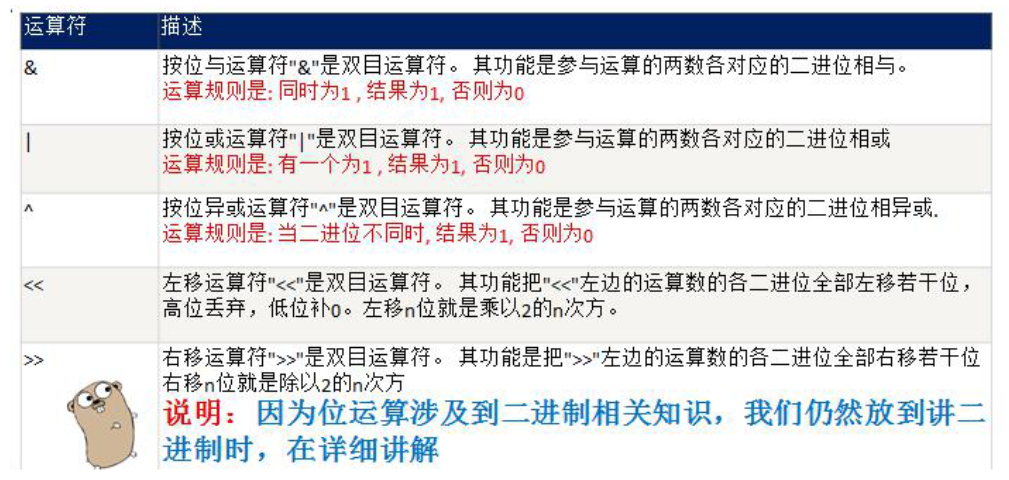 运算符 描述
& 按位与运算符"&"是双目运算符。 其功能是参与运算的两数各对应的二进位相与。
运算规则是: 同时为1 , 结果为1, 否则为0
| 按位或运算符"|"是双目运算符。 其功能是参与运算的两数各对应的二进位相或
运算规则是: 有一个为1 , 结果为1, 否则为0
^ 按位异或运算符"^"是双目运算符。 其功能是参与运算的两数各对应的二进位相异或.
运算规则是: 当二进位不同时, 结果为1, 否则为0
<< 左移运算符"<<"是双目运算符。 其功能把"<<"左边的运算数的各二进位全部左移若干位，
高位丢弃，低位补0。左移n位就是乘以2的n次方。
>> 右移运算符">>"是双目运算符。 其功能是把">>"左边的运算数的各二进位全部右移若干位
右移n位就是除以2的n次方
说明：因为位运算涉及到二进制相关知识，我们仍然放到讲二
进制时，在详细讲解